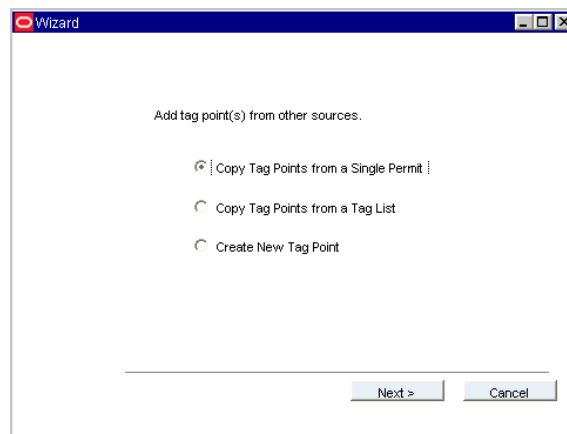 Wizard
Add tag point(s) from other sources.
Copy Tag Points from a Single Permit
Copy Tag Points from a Tag List
Create New Tag Point
Next >
Cancel